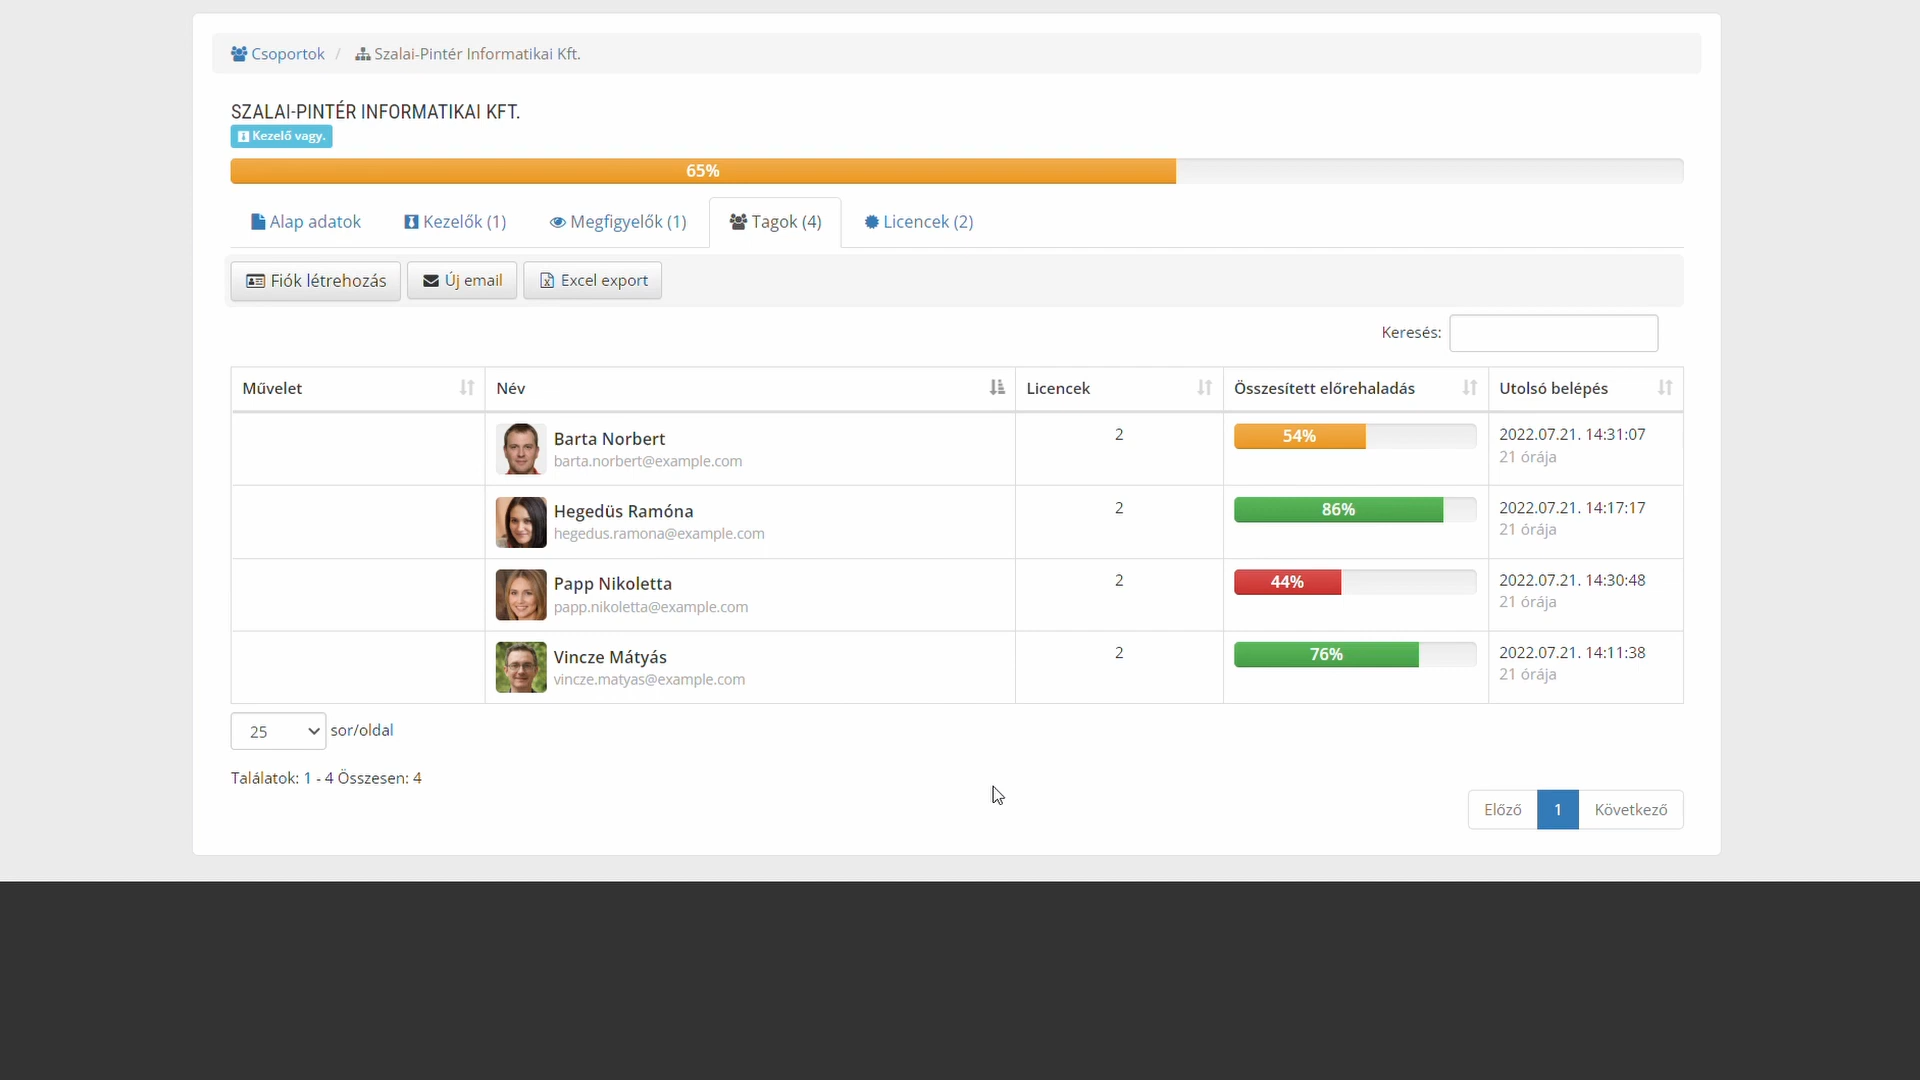 Csoportok / Szalai-Pintér Informatikai Kft.
SZALAI-PINTÉR INFORMATIKAI KFT.
Kezelő vagy.
65%
Alap adatok Kezelők (1) Megfigyelők (1) Tagok (4) Licencek (2)
Fiók létrehozás Új email Excel export
Keresés:
Művelet Név Licencek Összesített előrehaladás Utolsó belépés
Barta Norbert 2 54% 2022.07.21. 14:31:07
barta.norbert@example.com 21 órája
Hegedüs Ramóna 2 86% 2022.07.21. 14:17:17
hegedus.ramona@example.com 21 órája
Papp Nikoletta 2 44% 2022.07.21. 14:30:48
papp.nikoletta@example.com 21 órája
Vincze Mátyás 2 76% 2022.07.21. 14:11:38
vincze.matyas@example.com 21 órája
25 sor/oldal
Találatok: 1 - 4 Összesen: 4
Előző 1 Következő